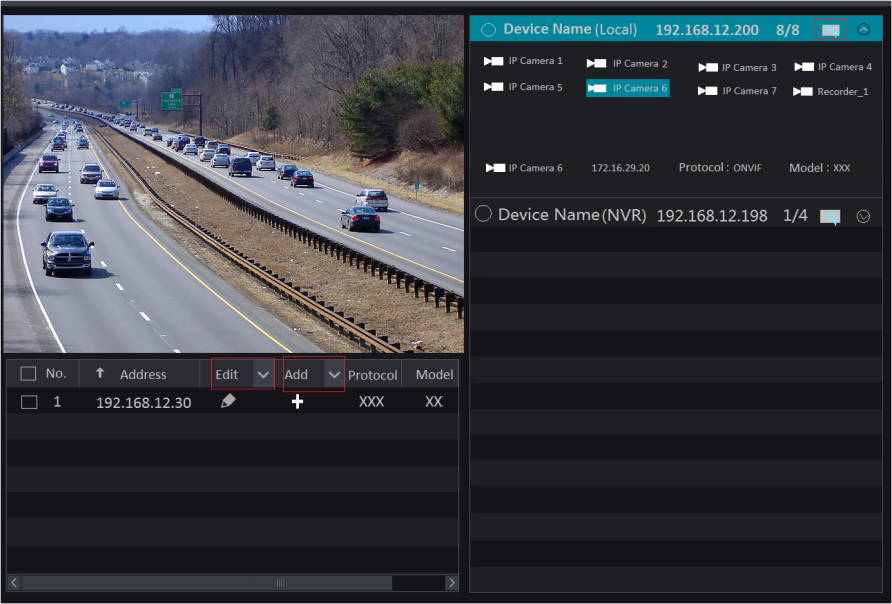 Device Name (Local) 192.168.12.200 8/8
IP Camera 1 IP Camera 2 IP Camera 3 IP Camera 4
IP Camera 5 IP Camera 6 IP Camera 7 Recorder_1
IP Camera 6 172.16.29.20 Protocol : ONVIF Model : XXX
Device Name(NVR) 192.168.12.198 1/4
No. Address Edit Add Protocol Model
1 192.168.12.30 XXX XX